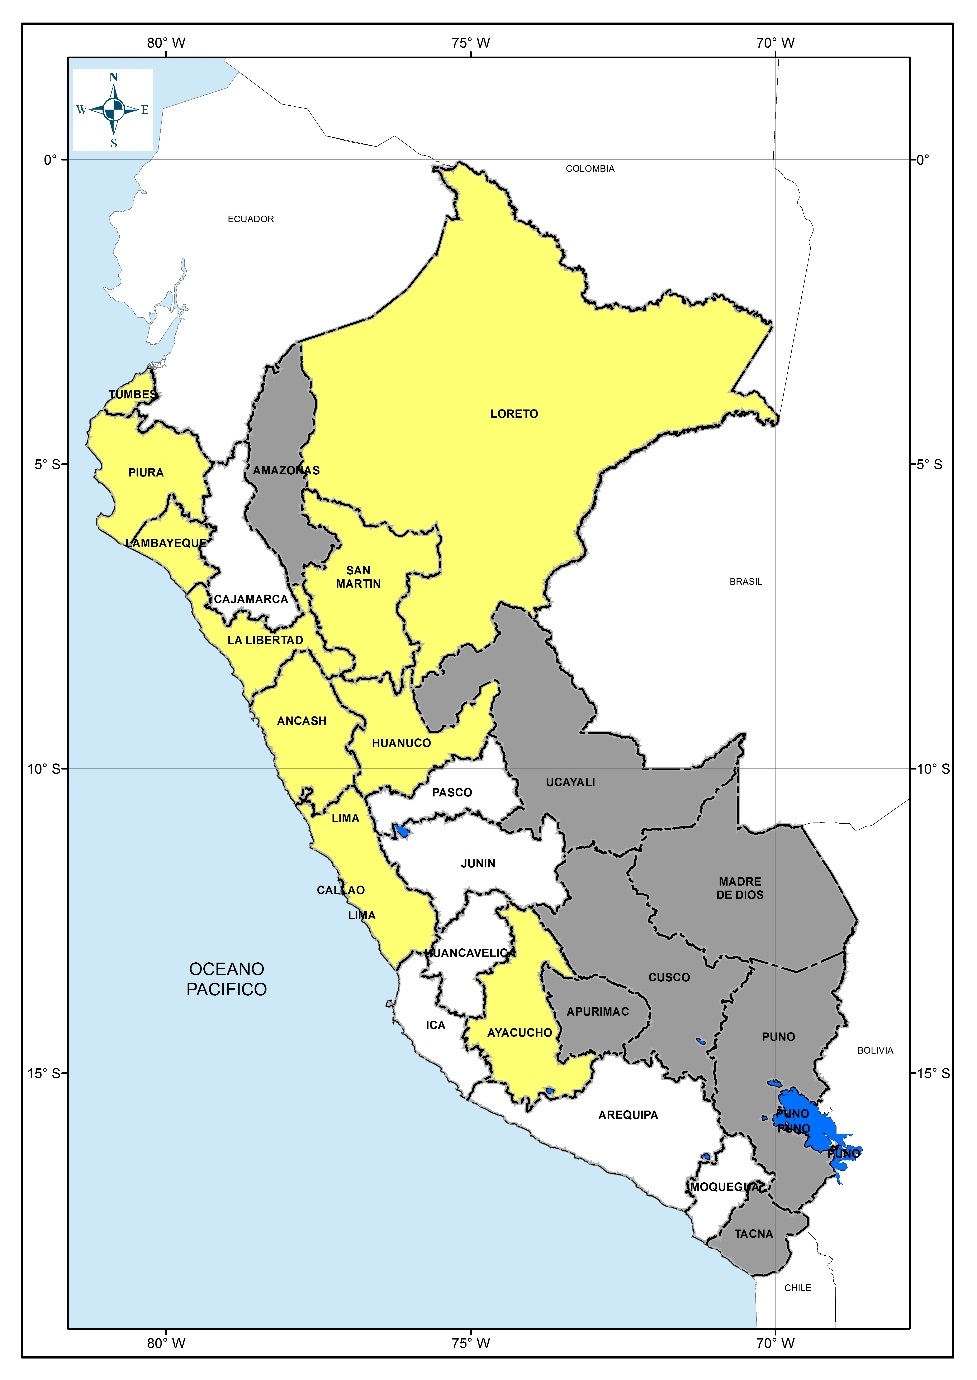 80° W
75° W
70° W
N
W
E
S
0°
0°
COLOMBIA
ECUADOR
TUMBES
LORETO
PIURA
AMAZONAS
5° S
5° S
LAMBAYEQUE
SAN
MARTIN
BRASIL
CAJAMARCA
LA LIBERTAD
ANCASH
HUANUCO
10° S
10° S
UCAYALI
PASCO
LIMA
JUNIN
CALLAO
MADRE
DE DIOS
LIMA
HUANCAVELICA
OCEANO
PACIFICO
CUSCO
APURIMAC
ICA
AYACUCHO
PUNO
BOLIVIA
15° S
15° S
AREQUIPA
PUNO
PUNO
PUNO
MOQUEGUA
TACNA
CHILE
80° W
75° W
70° W